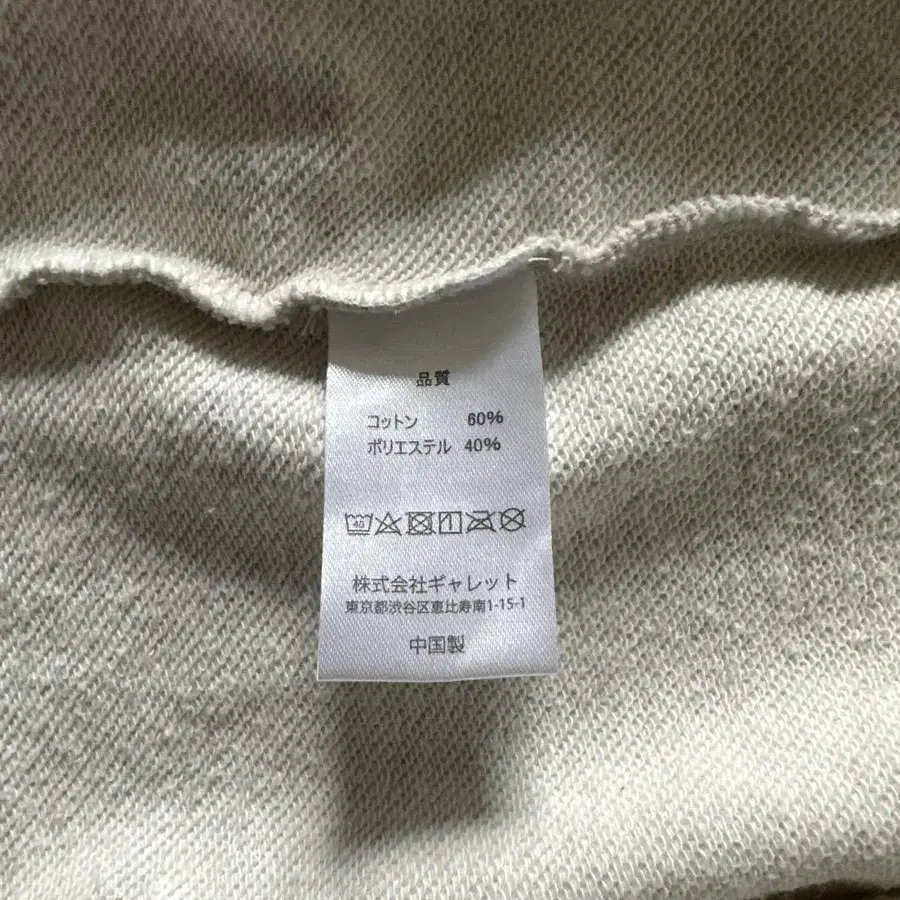 品質
コットン 60%
ポリエステル 40%
40
株式会社ギャレット
東京都渋谷区恵比寿南1-15-1
中国製